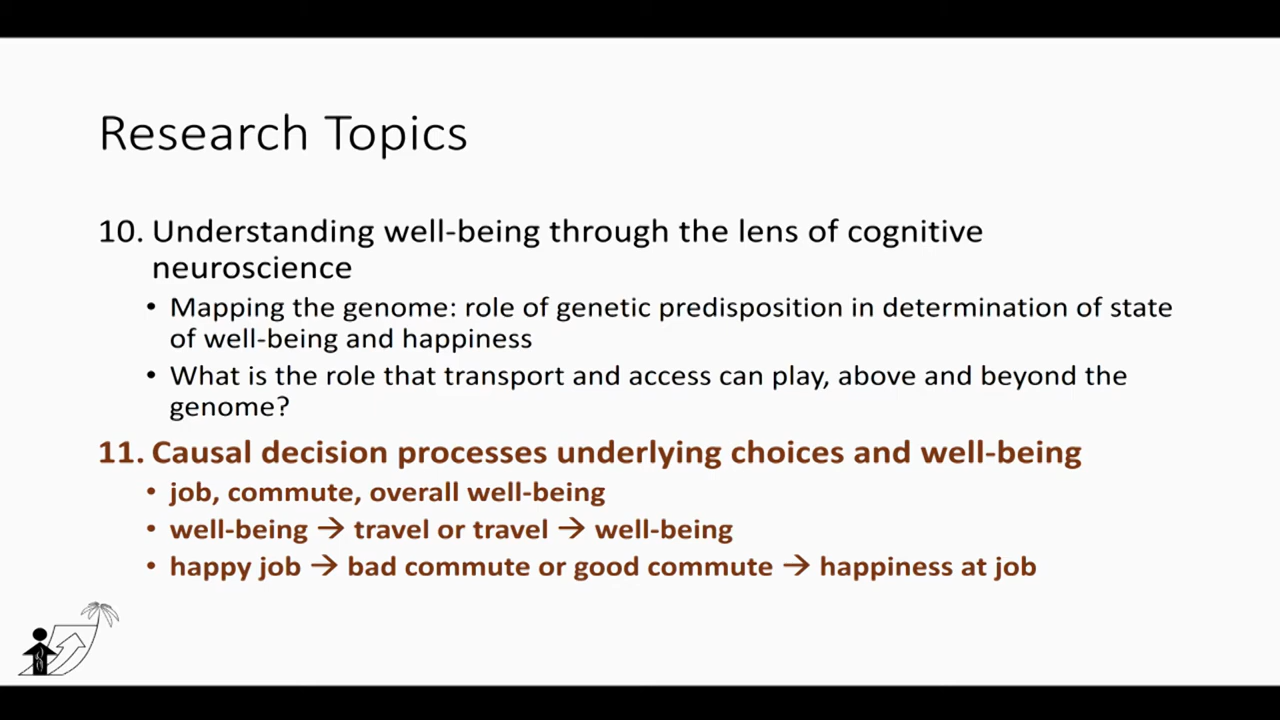 Research Topics
10. Understanding well-being through the lens of cognitive
neuroscience
• Mapping the genome: role of genetic predisposition in determination of state
of well-being and happiness
• What is the role that transport and access can play, above and beyond the
genome?
11. Causal decision processes underlying choices and well-being
• job, commute, overall well-being
• well-being → travel or travel → well-being
• happy job → bad commute or good commute → happiness at job